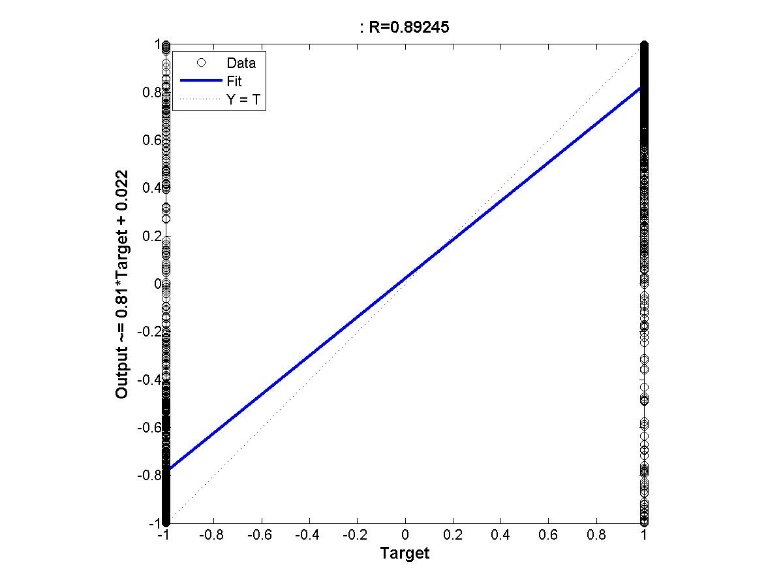 : R=0.89245
Data
Fit
Y = T
1
0.8
0.6
0.4
0.2
0
-0.2
-0.4
-0.6
-0.8
-1
Output ~= 0.81*Target + 0.022
-1 -0.8 -0.6 -0.4 -0.2 0 0.2 0.4 0.6 0.8 1
Target